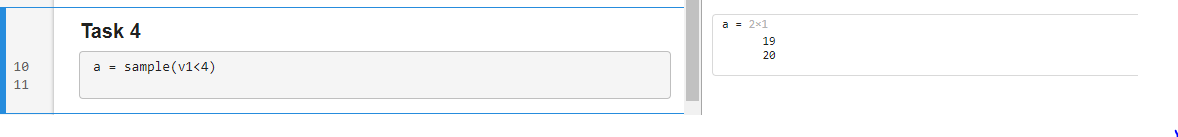 Task 4
10 a = sample(v1<4)
11
a = 2×1
19
20